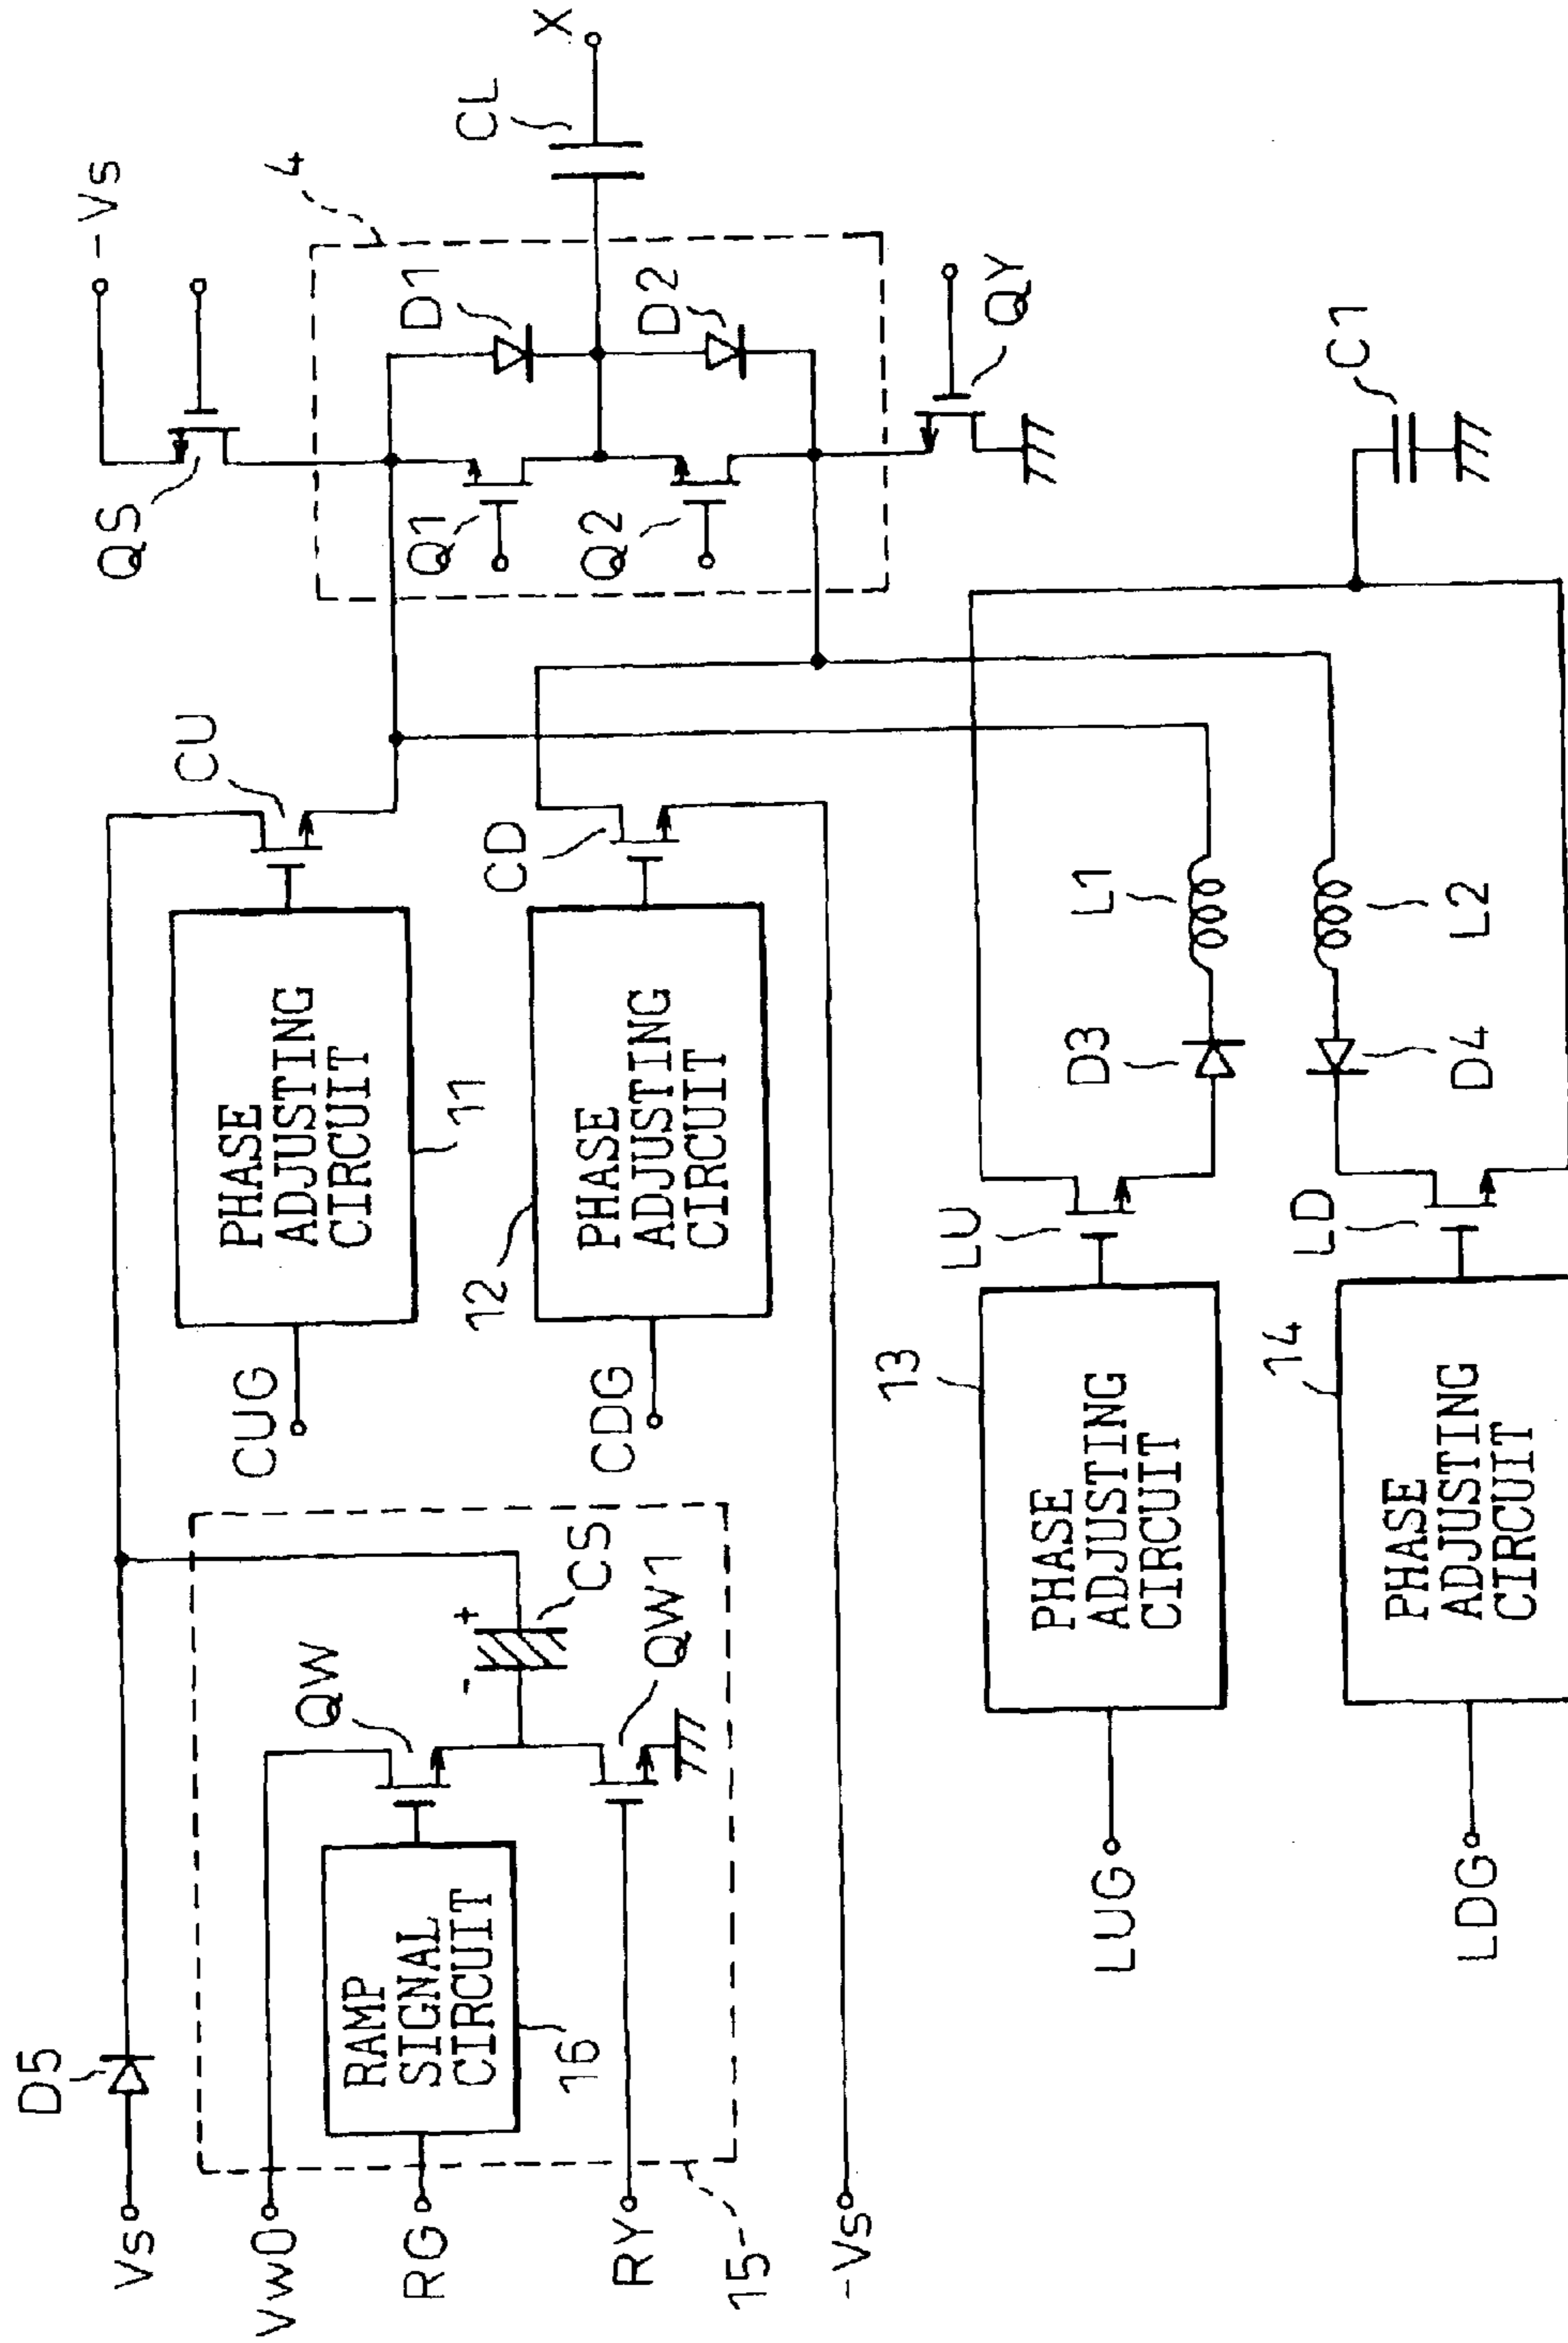 D5
Vs
Vw0
RG
RY
15
-Vs
RAMP
SIGNAL
CIRCUIT
16
QW
QW1
-
+
CS
CUG
PHASE
ADJUSTING
CIRCUIT
11
CU
CDG
12
PHASE
ADJUSTING
CIRCUIT
CD
QS
-Vs
4
Q1
D1
Q2
D2
CL
X
QY
LUG
13
PHASE
ADJUSTING
CIRCUIT
LU
D3
L1
LDG
14
PHASE
ADJUSTING
CIRCUIT
LD
D4
L2
C1